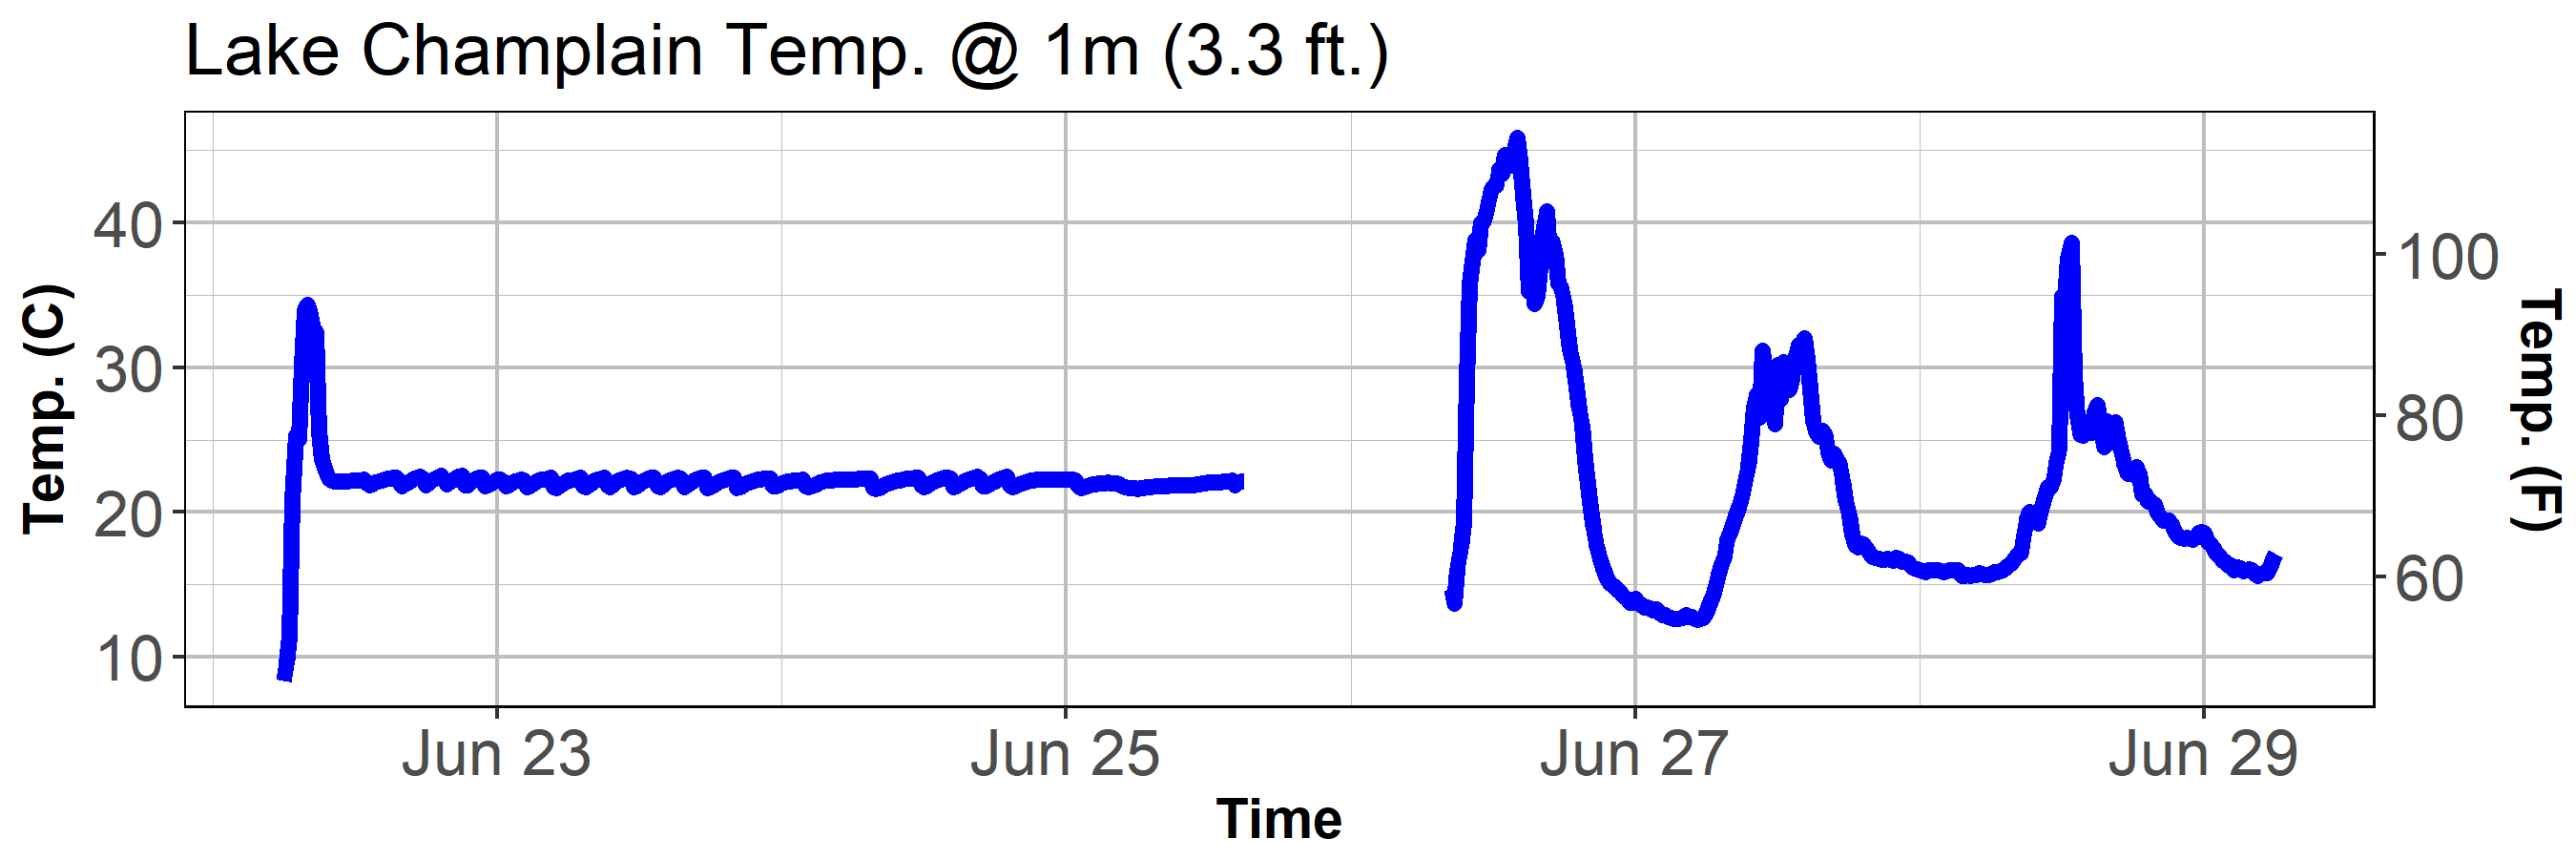 Lake Champlain Temp. @ 1m (3.3 ft.)
Temp. (C)
40
30
20
10
100
80
60
Temp. (F)
Jun 23
Jun 25
Jun 27
Jun 29
Time